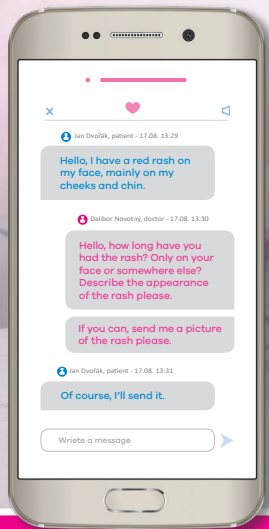 Jan Dvořák, patient - 17.08. 13:29
Hello, I have a red rash on
my face, mainly on my
cheeks and chin.
Dalibor Novotný, doctor - 17.08. 13:30
Hello, how long have you
had the rash? Only on your
face or somewhere else?
Describe the appearance
of the rash please.
If you can, send me a picture
of the rash please.
Jan Dvořák, patient - 17.08. 13:31
Of course, I'll send it.
Wriete a message